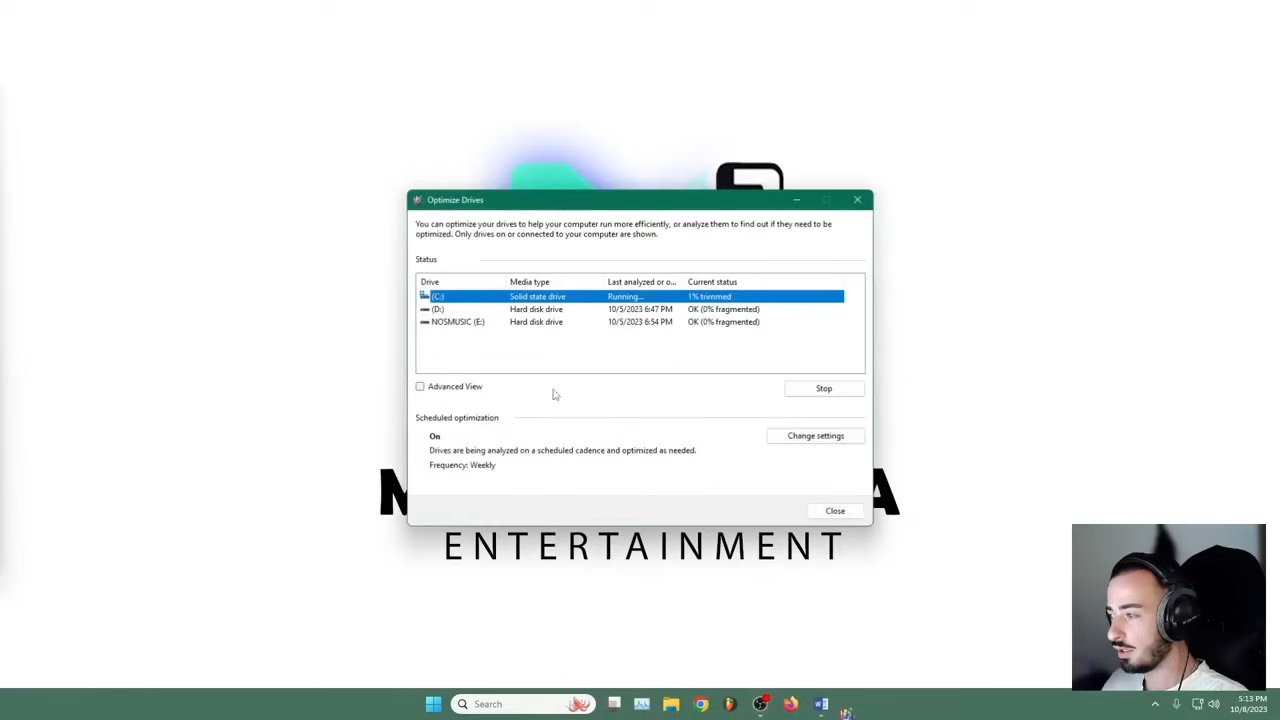 Optimize Drives
You can optimize your drives to help your computer run more efficiently, or analyze them to find out if they need to be
optimized. Only drives on or connected to your computer are shown.
Status
Drive Media type Last analyzed or o... Current status
(C:) Solid state drive Running... 1% trimmed
(D:) Hard disk drive 10/5/2023 6:47 PM OK (0% fragmented)
NOSMUSIC (E:) Hard disk drive 10/5/2023 6:54 PM OK (0% fragmented)
Advanced View
Stop
Scheduled optimization
On
Change settings
Drives are being analyzed on a scheduled cadence and optimized as needed.
Frequency: Weekly
Close
ENTERTAINMENT
Search
5:13 PM
10/8/2023